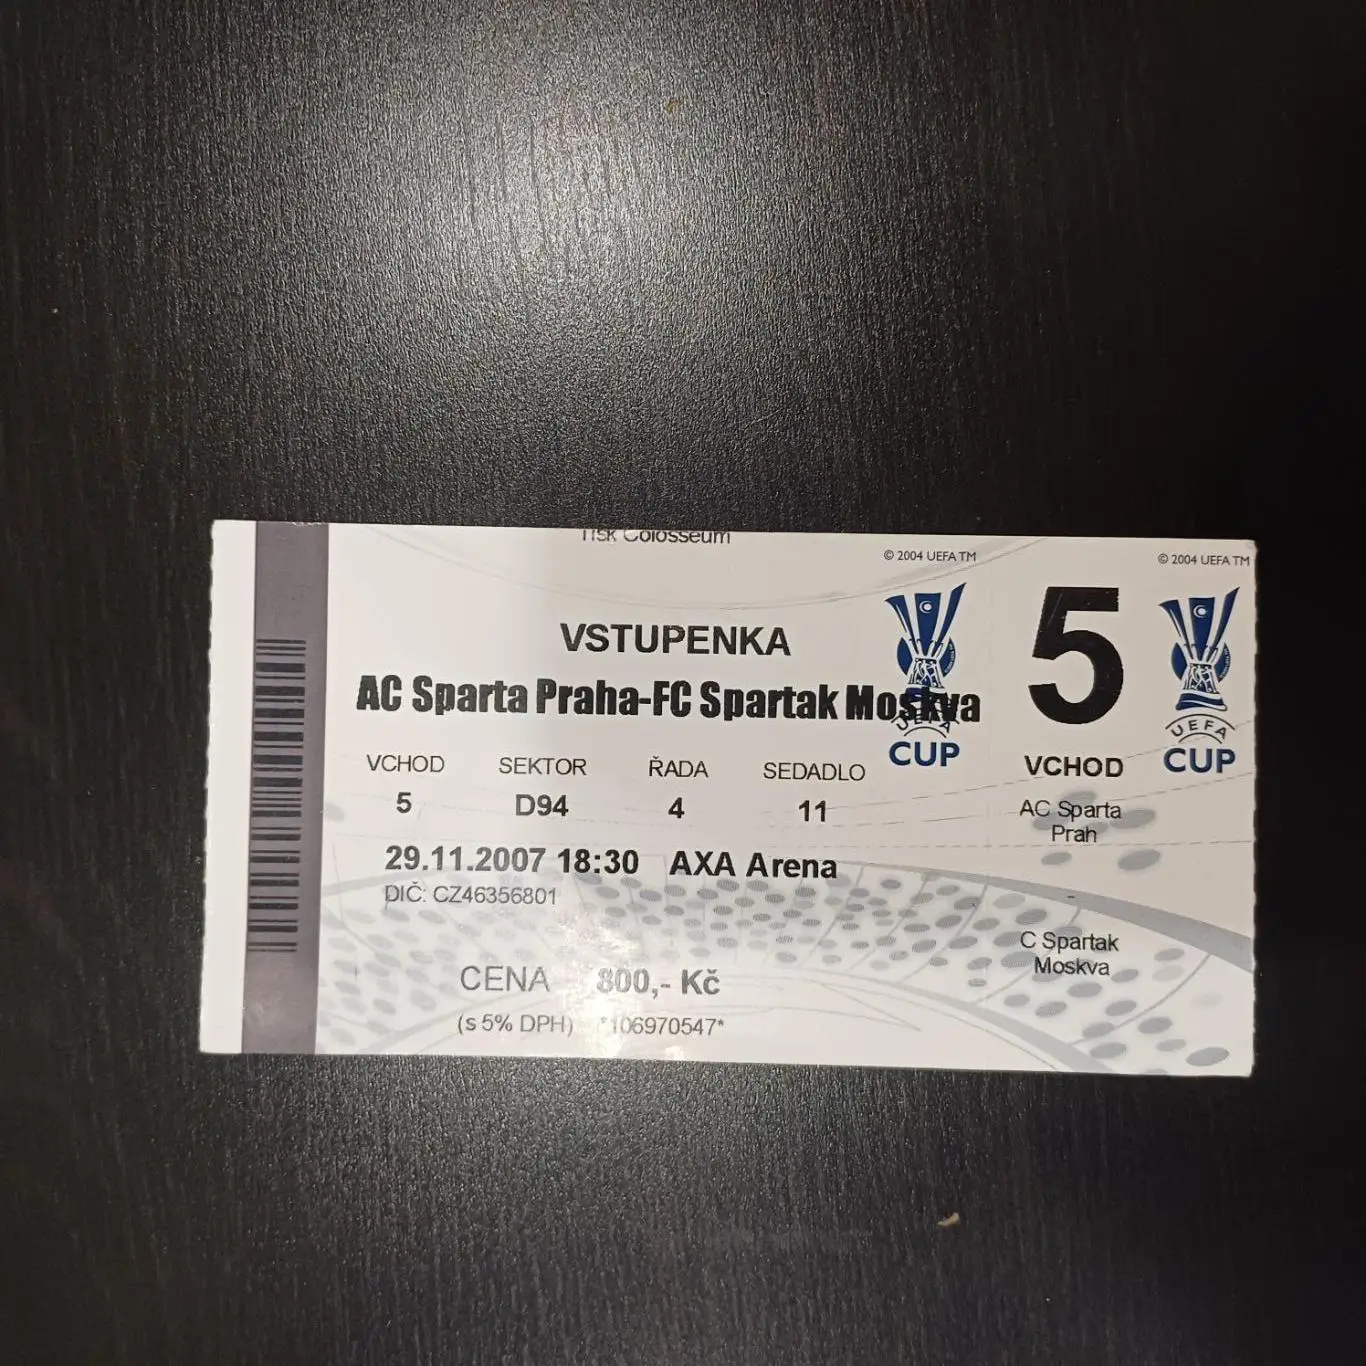 Tisk Colosseum
© 2004 UEFA TM
© 2004 UEFA TM
VSTUPENKA
5
AC Sparta Praha-FC Spartak Moskva
UEFA
CUP
UEFA
CUP
VCHOD SEKTOR ŘADA SEDADLO
5 D94 4 11
VCHOD
AC Sparta
Prah
29.11.2007 18:30 AXA Arena
DIČ: CZ46356801
C Spartak
Moskva
CENA 800,- Kč
(s 5% DPH) *106970547*